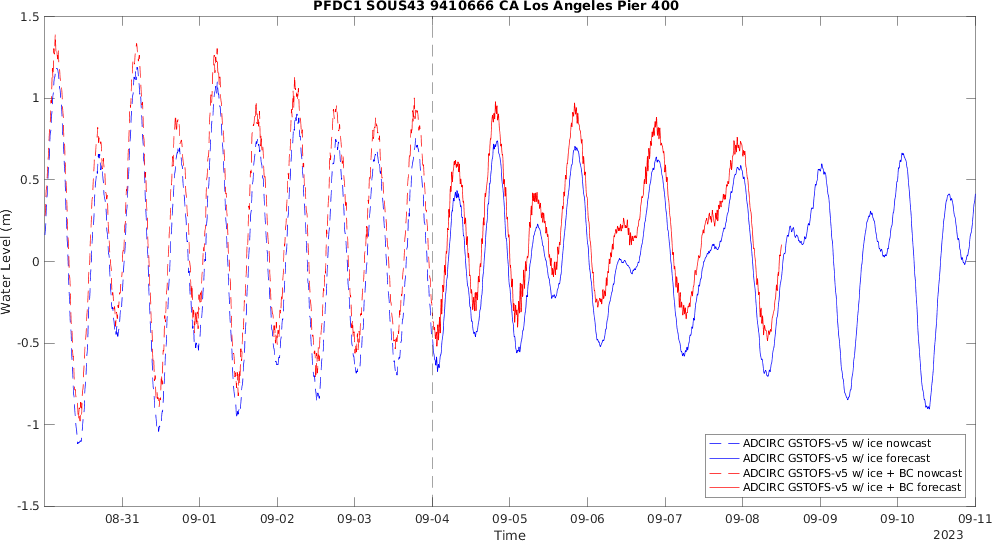 PFDC1 SOUS43 9410666 CA Los Angeles Pier 400
1.5
1
0.5
0
-0.5
-1
-1.5
Water Level (m)
08-31 09-01 09-02 09-03 09-04 09-05 09-06 09-07 09-08 09-09 09-10 09-11
Time
2023
ADCIRC GSTOFS-v5 w/ ice nowcast
ADCIRC GSTOFS-v5 w/ ice forecast
ADCIRC GSTOFS-v5 w/ ice + BC nowcast
ADCIRC GSTOFS-v5 w/ ice + BC forecast